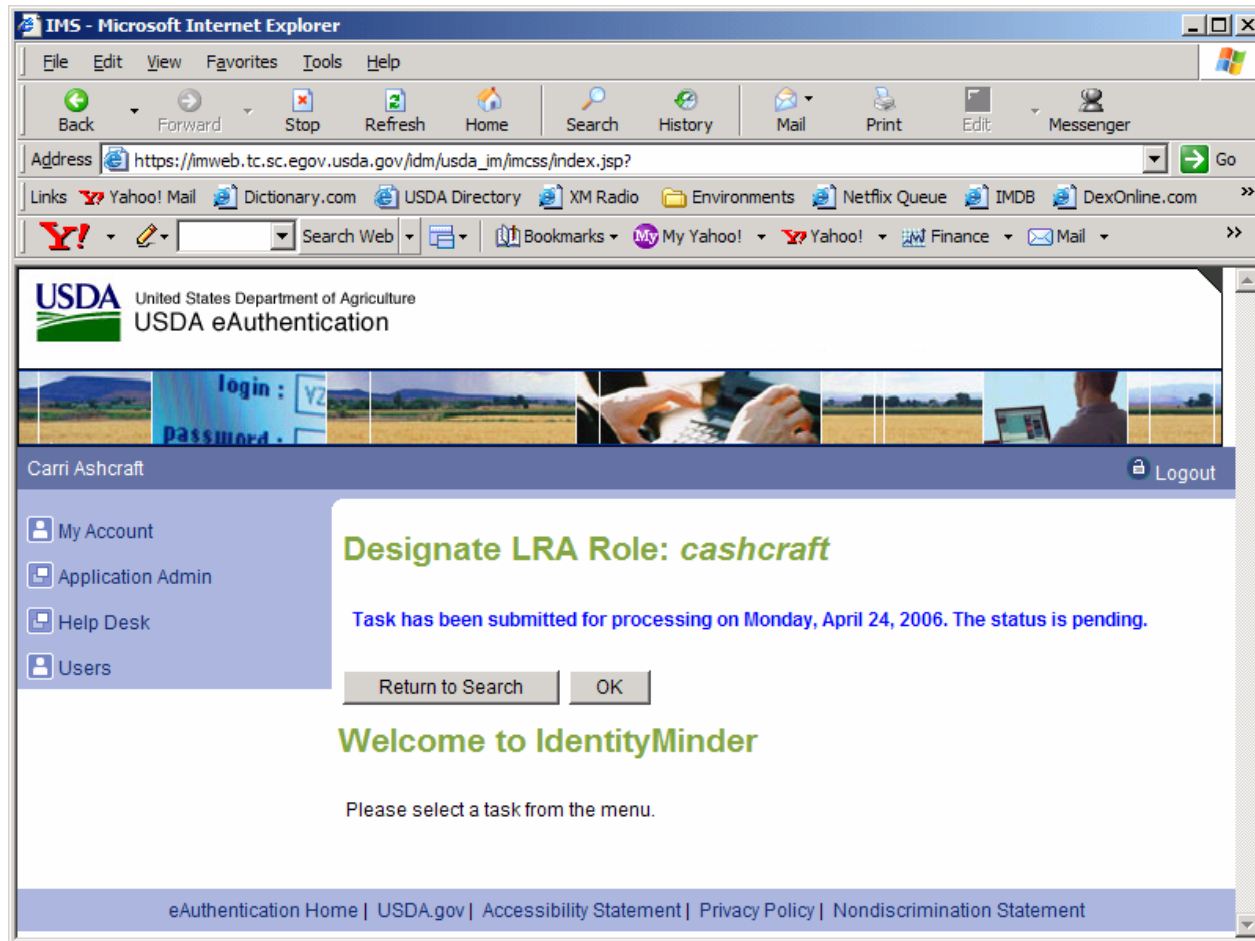 IMS - Microsoft Internet Explorer
File Edit View Favorites Tools Help
Back Forward Stop Refresh Home Search History Mail Print Edit Messenger
Address https://imweb.tc.sc.egov.usda.gov/idm/usda_im/imcss/index.jsp? Go
Links Yahoo! Mail Dictionary.com USDA Directory XM Radio Environments Netflix Queue IMDB DexOnline.com »
Y! Search Web Bookmarks My My Yahoo! Y! Yahoo! Finance Mail »
USDA United States Department of Agriculture
USDA eAuthentication
login : YZ
password :
Carri Ashcraft Logout
My Account
Application Admin
Help Desk
Users
Designate LRA Role: cashcraft
Task has been submitted for processing on Monday, April 24, 2006. The status is pending.
Return to Search OK
Welcome to IdentityMinder
Please select a task from the menu.
eAuthentication Home | USDA.gov | Accessibility Statement | Privacy Policy | Nondiscrimination Statement